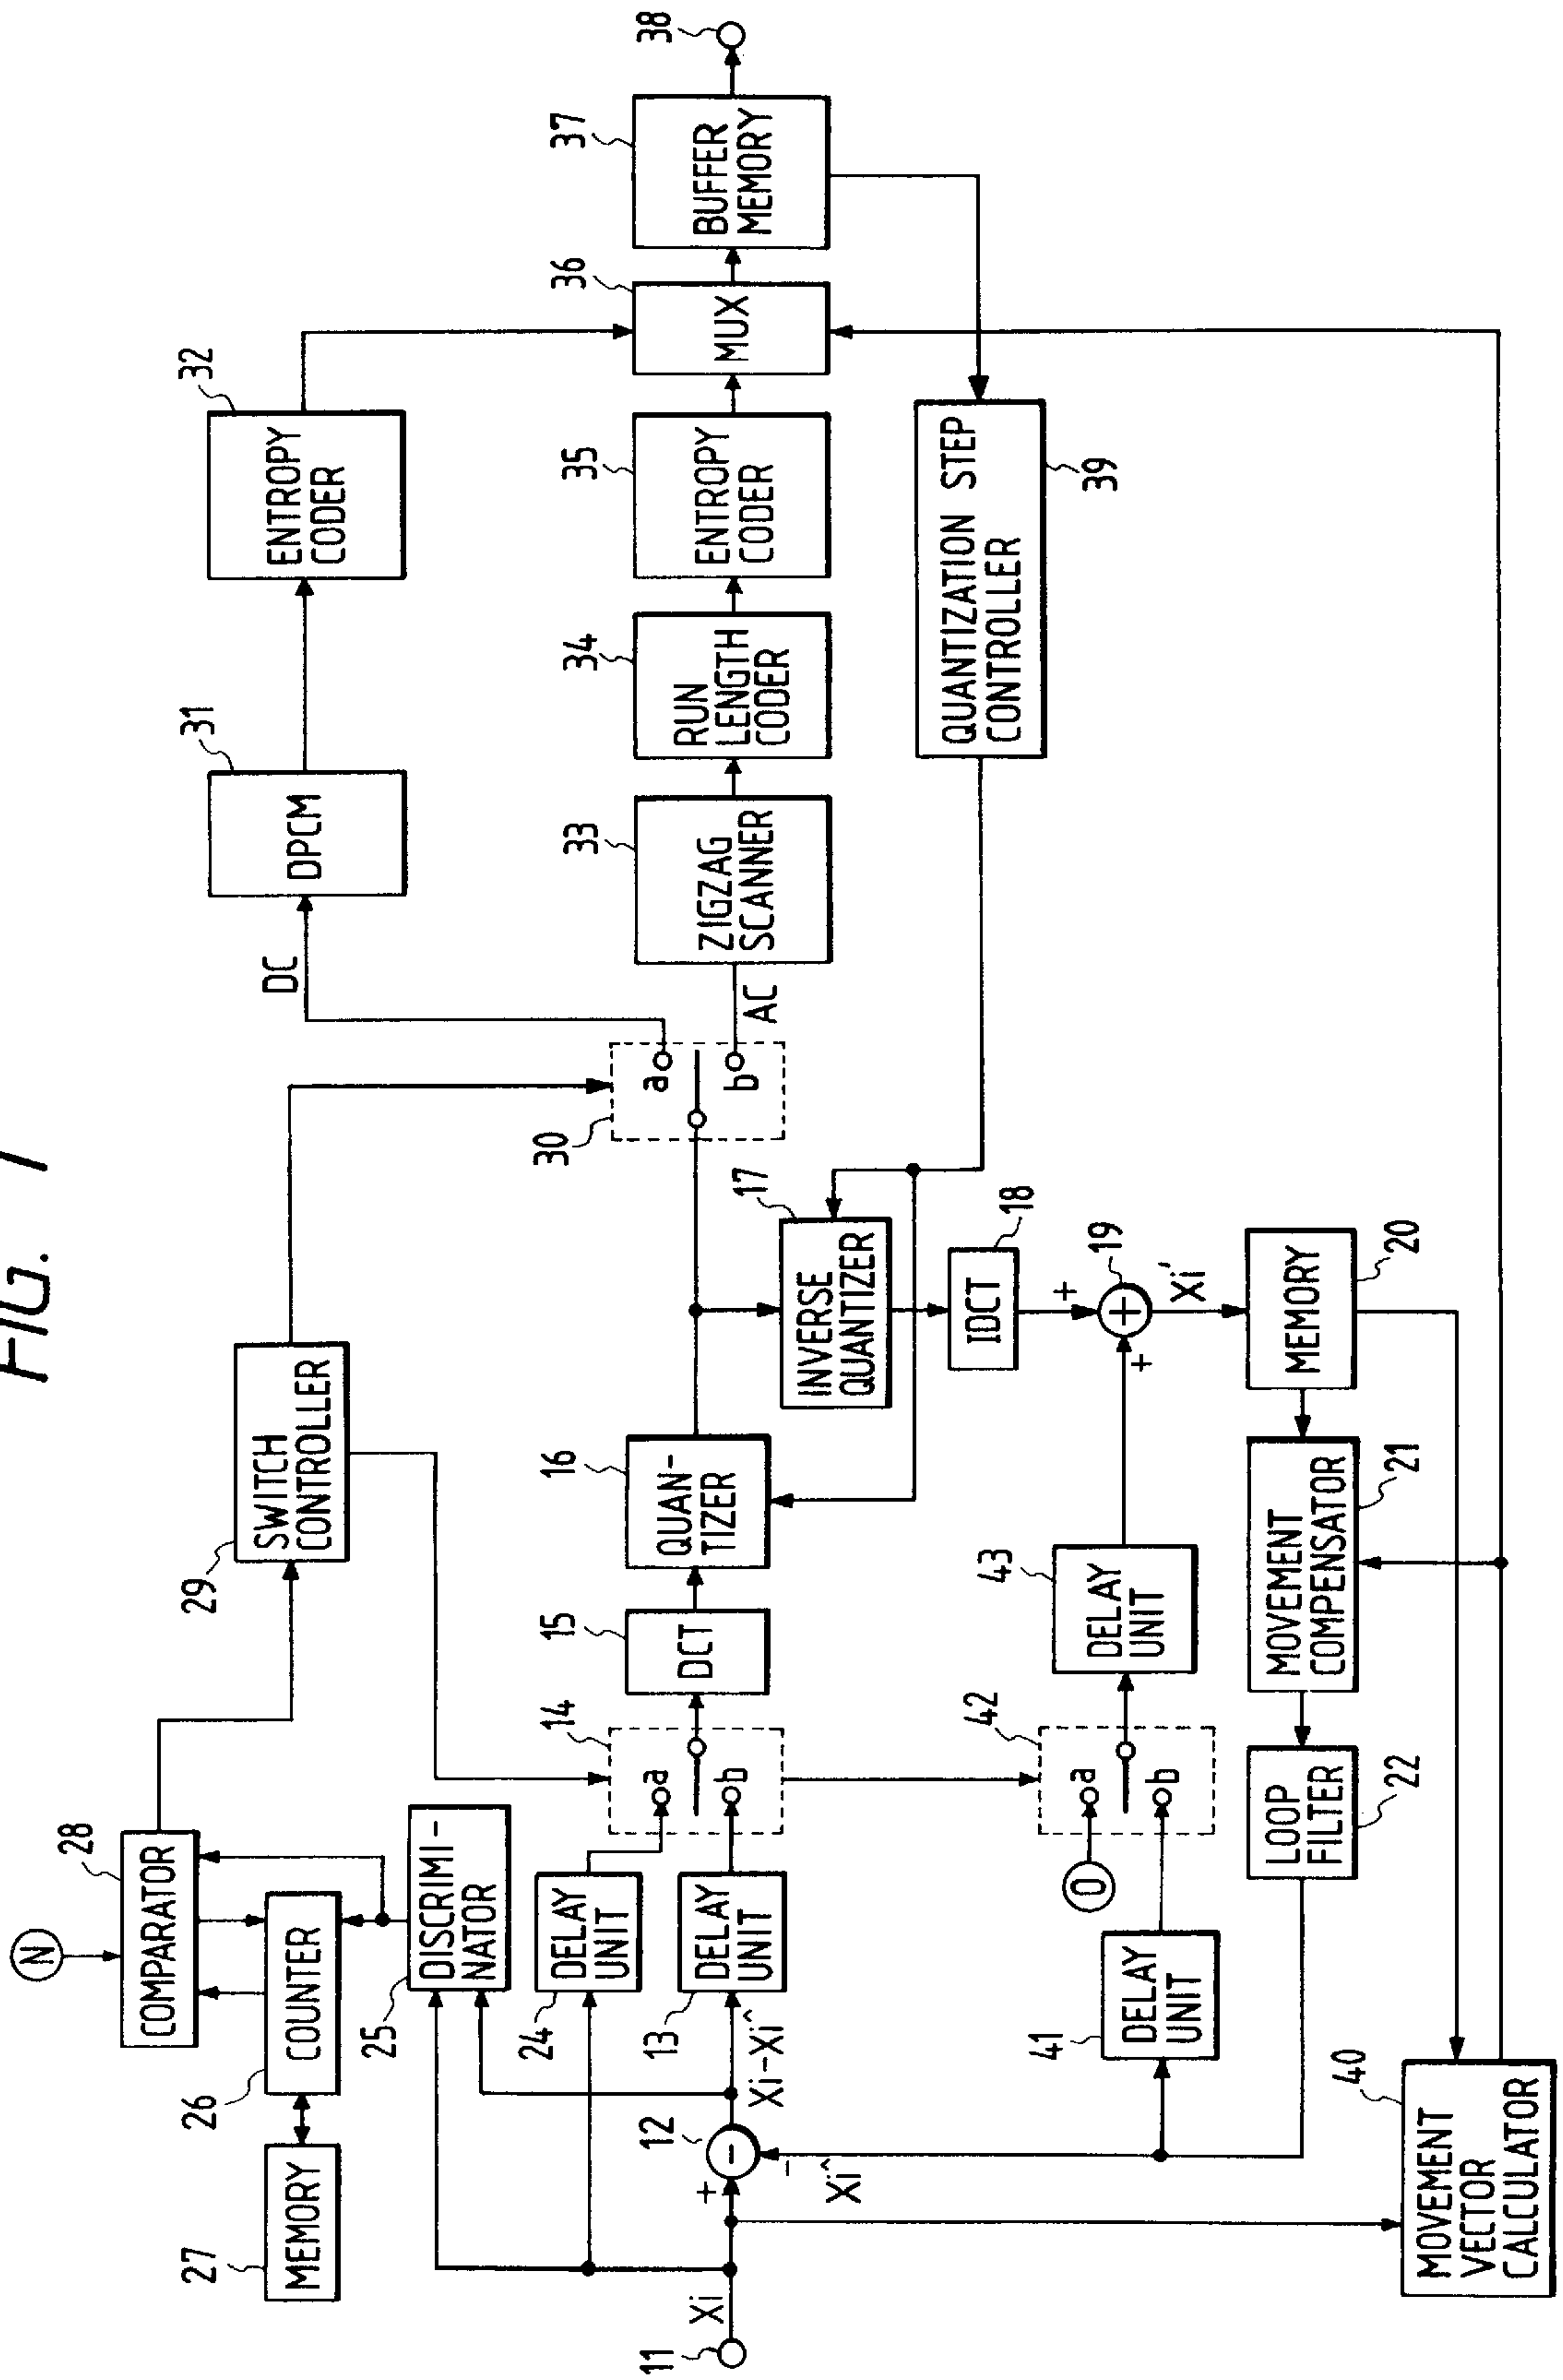 FIG. 1
N
28
COMPARATOR
27
MEMORY
26
COUNTER
29
SWITCH
CONTROLLER
31
DPCM
32
ENTROPY
CODER
DC
25
DISCRIMI-
NATOR
24
DELAY
UNIT
11
Xi
+
12
-
-
Xi^
Xi-Xi^
13
DELAY
UNIT
14
a
b
15
DCT
16
QUAN-
TIZER
30
a
b
AC
33
ZIGZAG
SCANNER
34
RUN
LENGTH
CODER
35
ENTROPY
CODER
36
MUX
37
BUFFER
MEMORY
38
17
INVERSE
QUANTIZER
QUANTIZATION STEP
CONTROLLER
39
18
IDCT
41
DELAY
UNIT
0
42
a
b
43
DELAY
UNIT
+
+
+
19
Xi'
LOOP
FILTER
22
MOVEMENT
COMPENSATOR
21
MEMORY
20
40
MOVEMENT
VECTOR
CALCULATOR